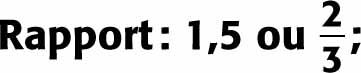 Rapport : 1,5 ou 2/3 ;